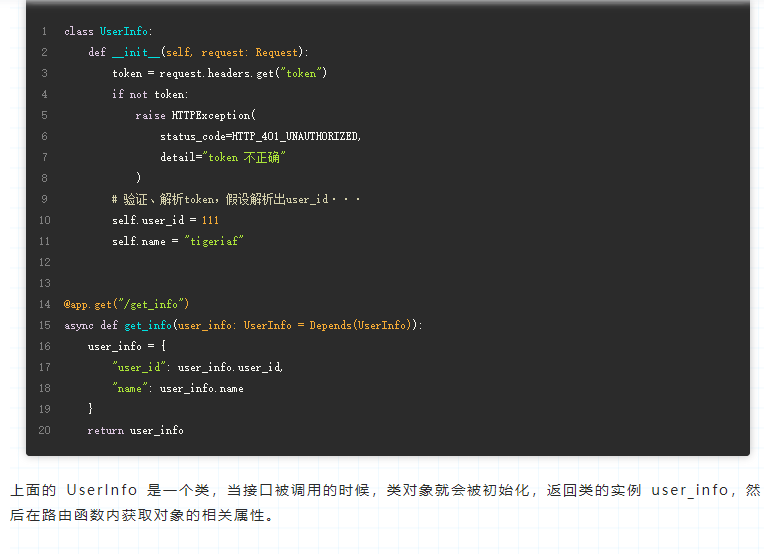 1 class UserInfo:
2     def __init__(self, request: Request):
3         token = request.headers.get("token")
4         if not token:
5             raise HTTPException(
6                 status_code=HTTP_401_UNAUTHORIZED,
7                 detail="token 不正确"
8             )
9         # 验证、解析token，假设解析出user_id···
10         self.user_id = 111
11         self.name = "tigeriaf"
12
13
14 @app.get("/get_info")
15 async def get_info(user_info: UserInfo = Depends(UserInfo)):
16     user_info = {
17         "user_id": user_info.user_id,
18         "name": user_info.name
19     }
20     return user_info
上面的 UserInfo 是一个类，当接口被调用的时候，类对象就会被初始化，返回类的实例 user_info，然
后在路由函数内获取对象的相关属性。